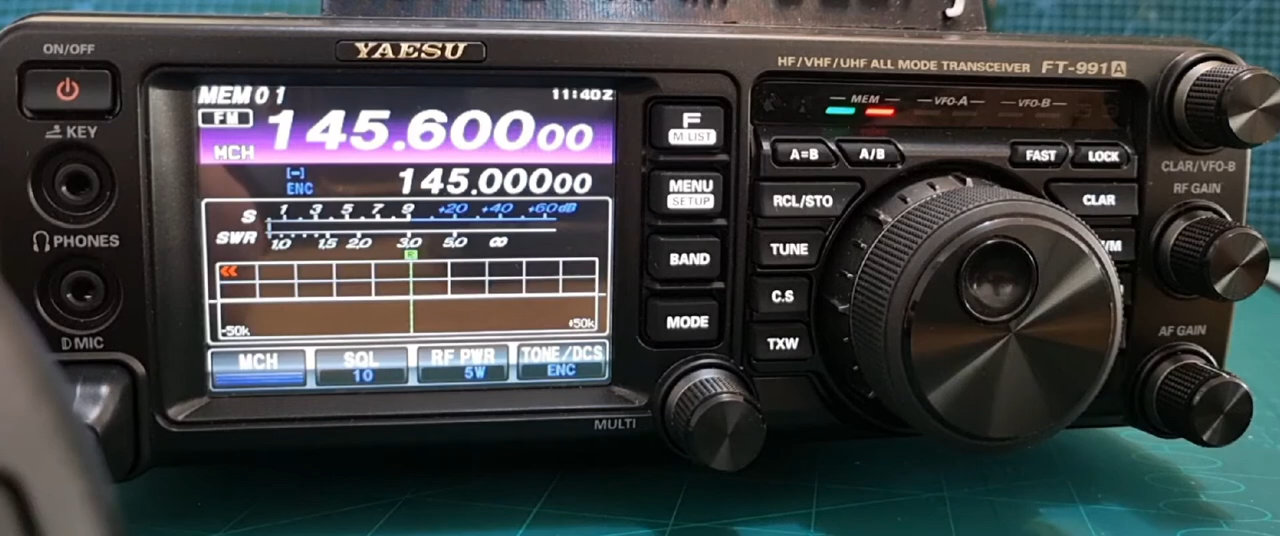 ON/OFF
YAESU
HF/VHF/UHF ALL MODE TRANSCEIVER FT-991A
KEY
PHONES
MIC
MEM01 11:40Z
FM
145.60000
MCH
[-]
ENC
145.00000
S 1 3 5 7 9 +20 +40 +60dB
SWR 1.0 1.5 2.0 3.0 5.0 ∞
-50k +50k
MCH SQL RF PWR TONE/DCS
10 5W ENC
F
M LIST
MENU
SETUP
BAND
MODE
MULTI
MEM VFO-A VFO-B
A=B A/B FAST LOCK
RCL/STO
TUNE
C.S
TXW
CLAR
/M
CLAR/VFO-B
RF GAIN
AF GAIN